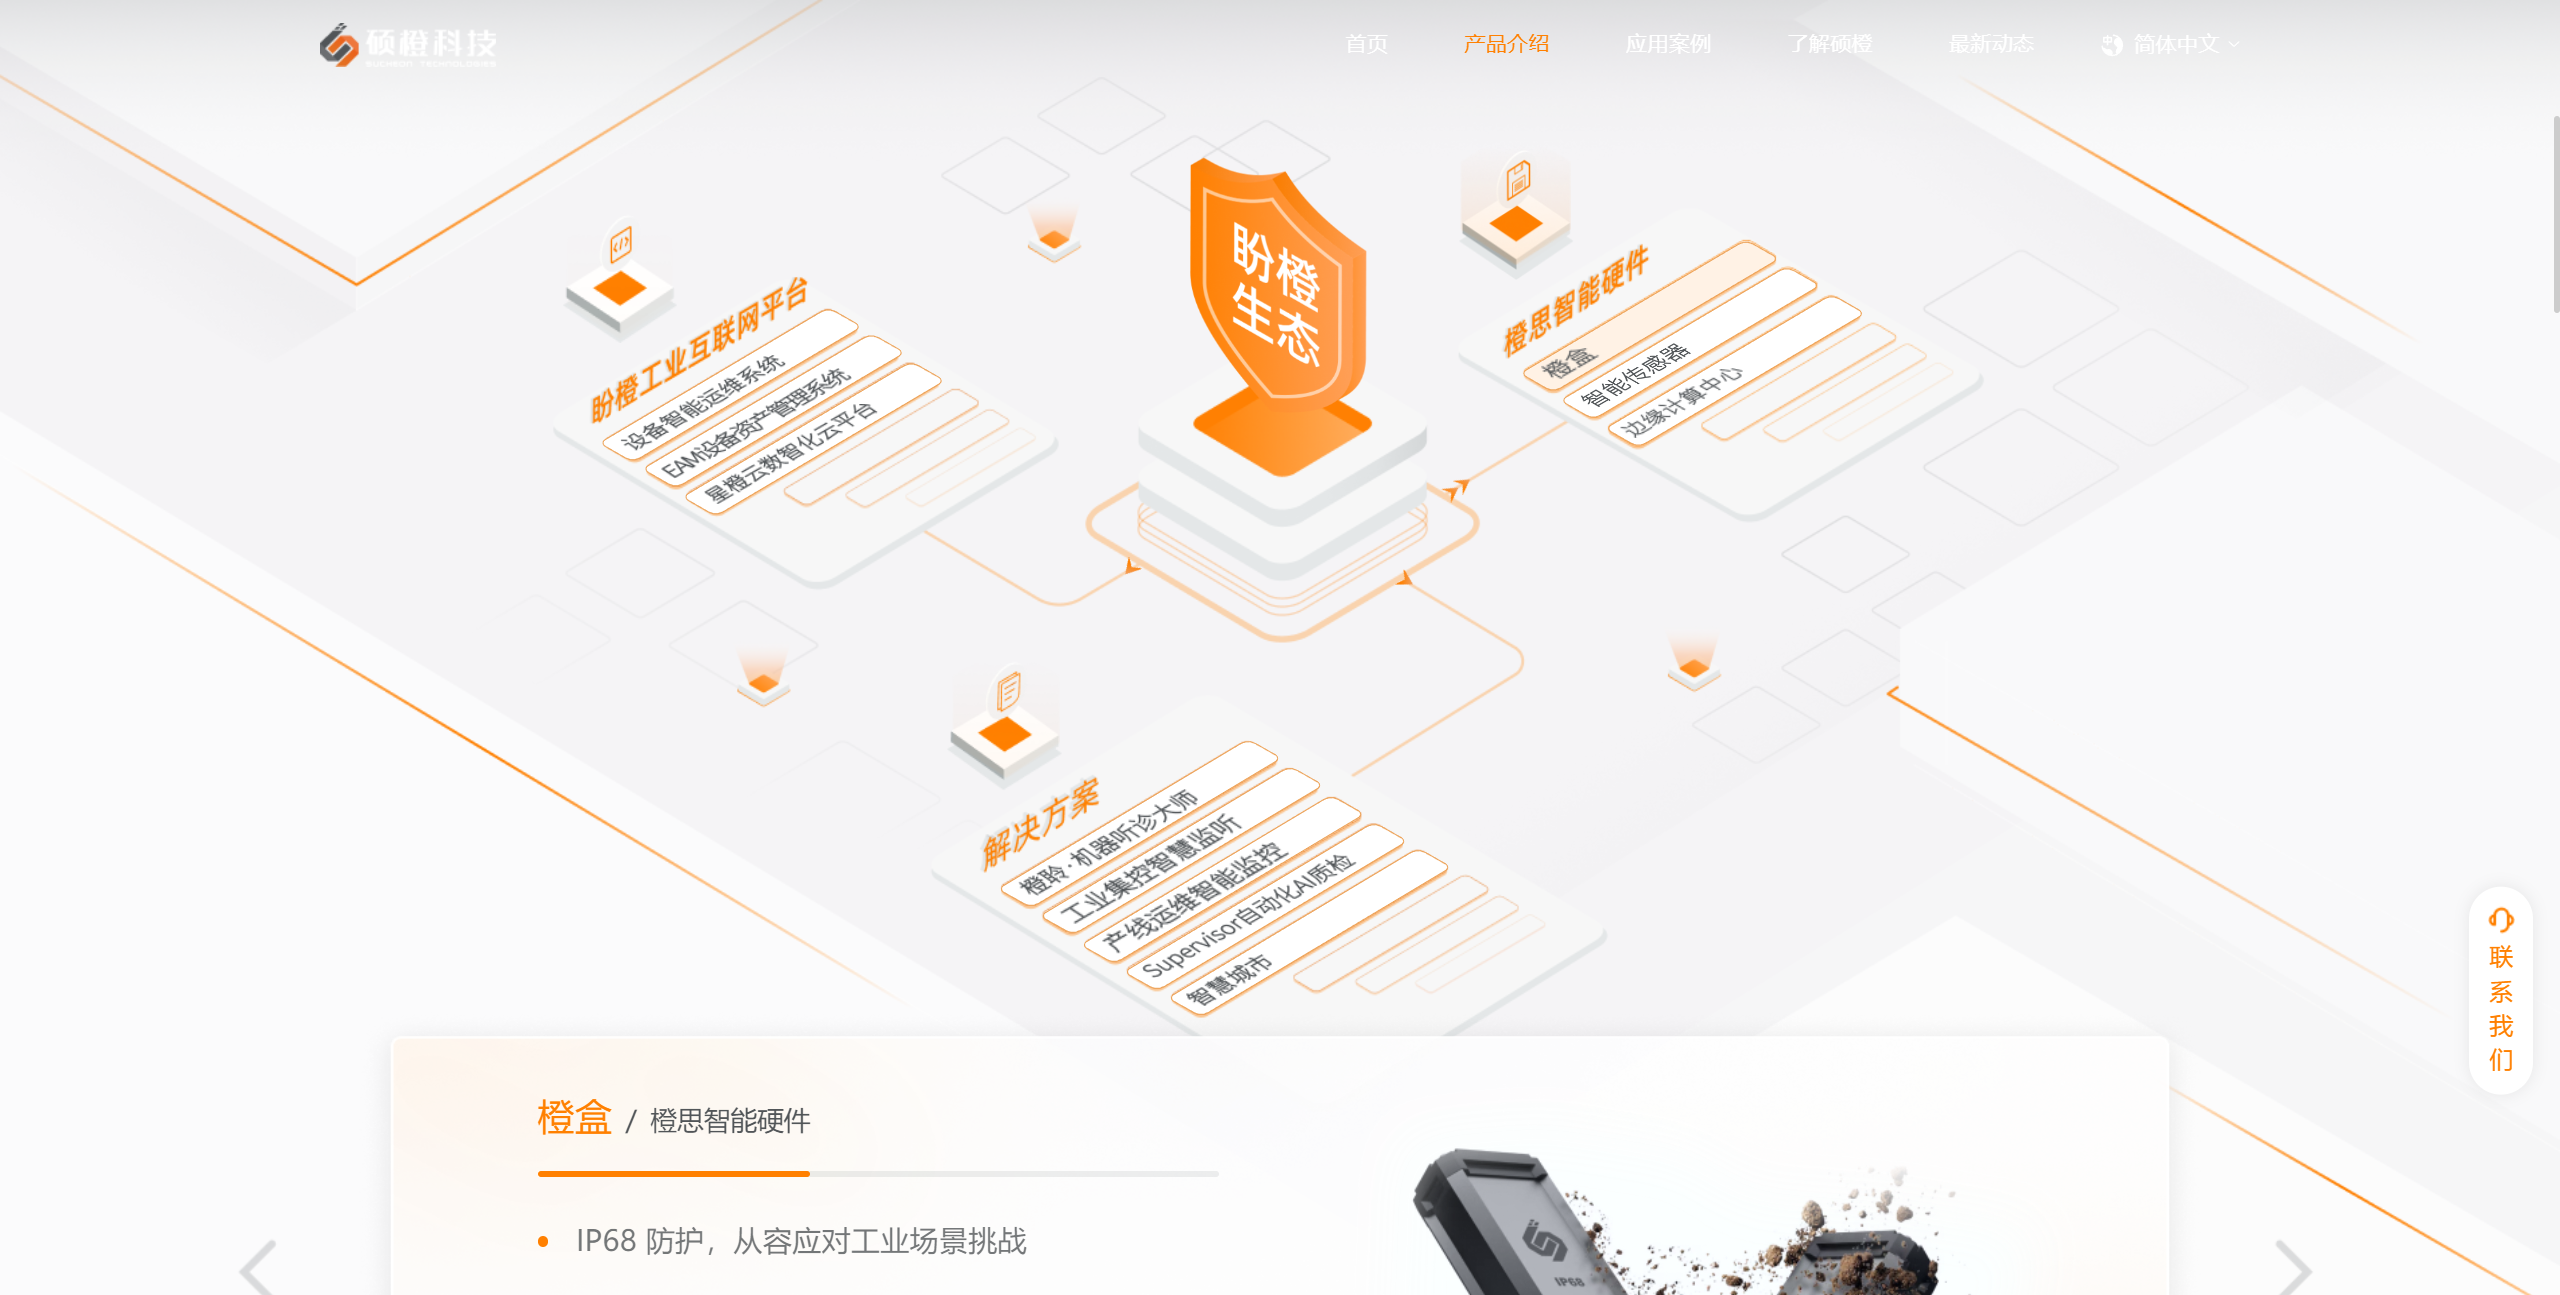 硕橙科技
SUCHEON TECHNOLOGIES
首页
产品介绍
应用案例
了解硕橙
最新动态
简体中文
盼橙
生态
盼橙工业互联网平台
设备智能运维系统
EAM设备资产管理系统
星橙云数智化云平台
橙思智能硬件
橙盒
智能传感器
边缘计算中心
解决方案
橙聆·机器听诊大师
工业集控智慧监听
产线运维智能监控
Supervisor自动化AI质检
智慧城市
联
系
我
们
橙盒 / 橙思智能硬件
IP68 防护，从容应对工业场景挑战
IP68